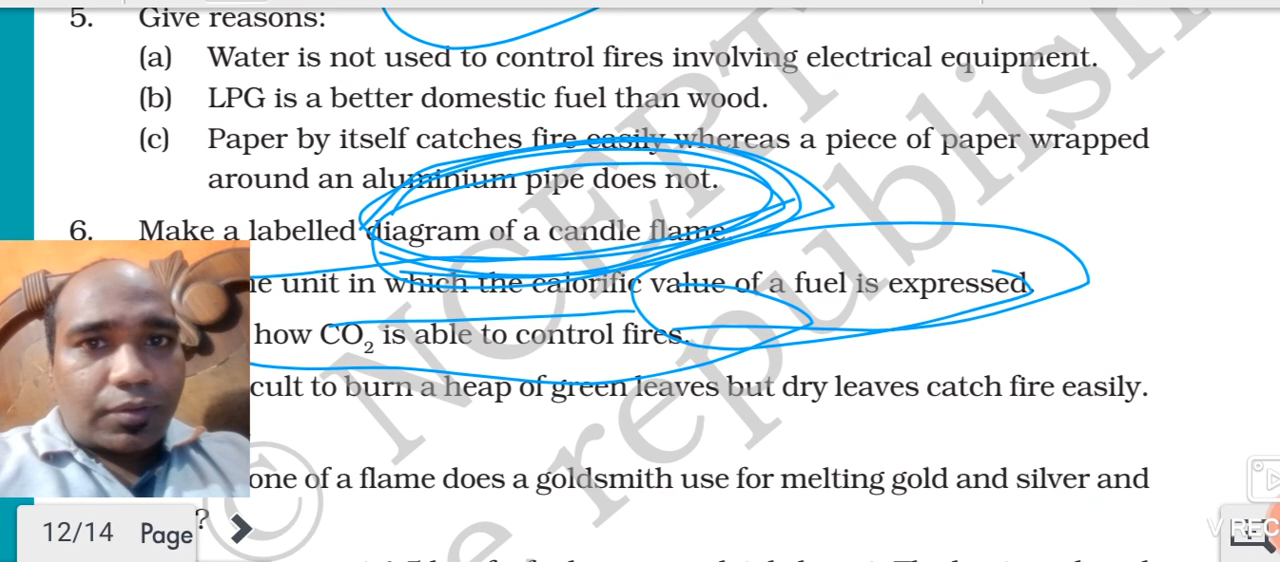 5. Give reasons:
(a) Water is not used to control fires involving electrical equipment.
(b) LPG is a better domestic fuel than wood.
(c) Paper by itself catches fire easily whereas a piece of paper wrapped
around an aluminium pipe does not.
6. Make a labelled diagram of a candle flame.
unit in which the calorific value of a fuel is expressed.
how CO₂ is able to control fires.
to burn a heap of green leaves but dry leaves catch fire easily.
of a flame does a goldsmith use for melting gold and silver and
?
12/14 Page
© NCERT
republish
REC